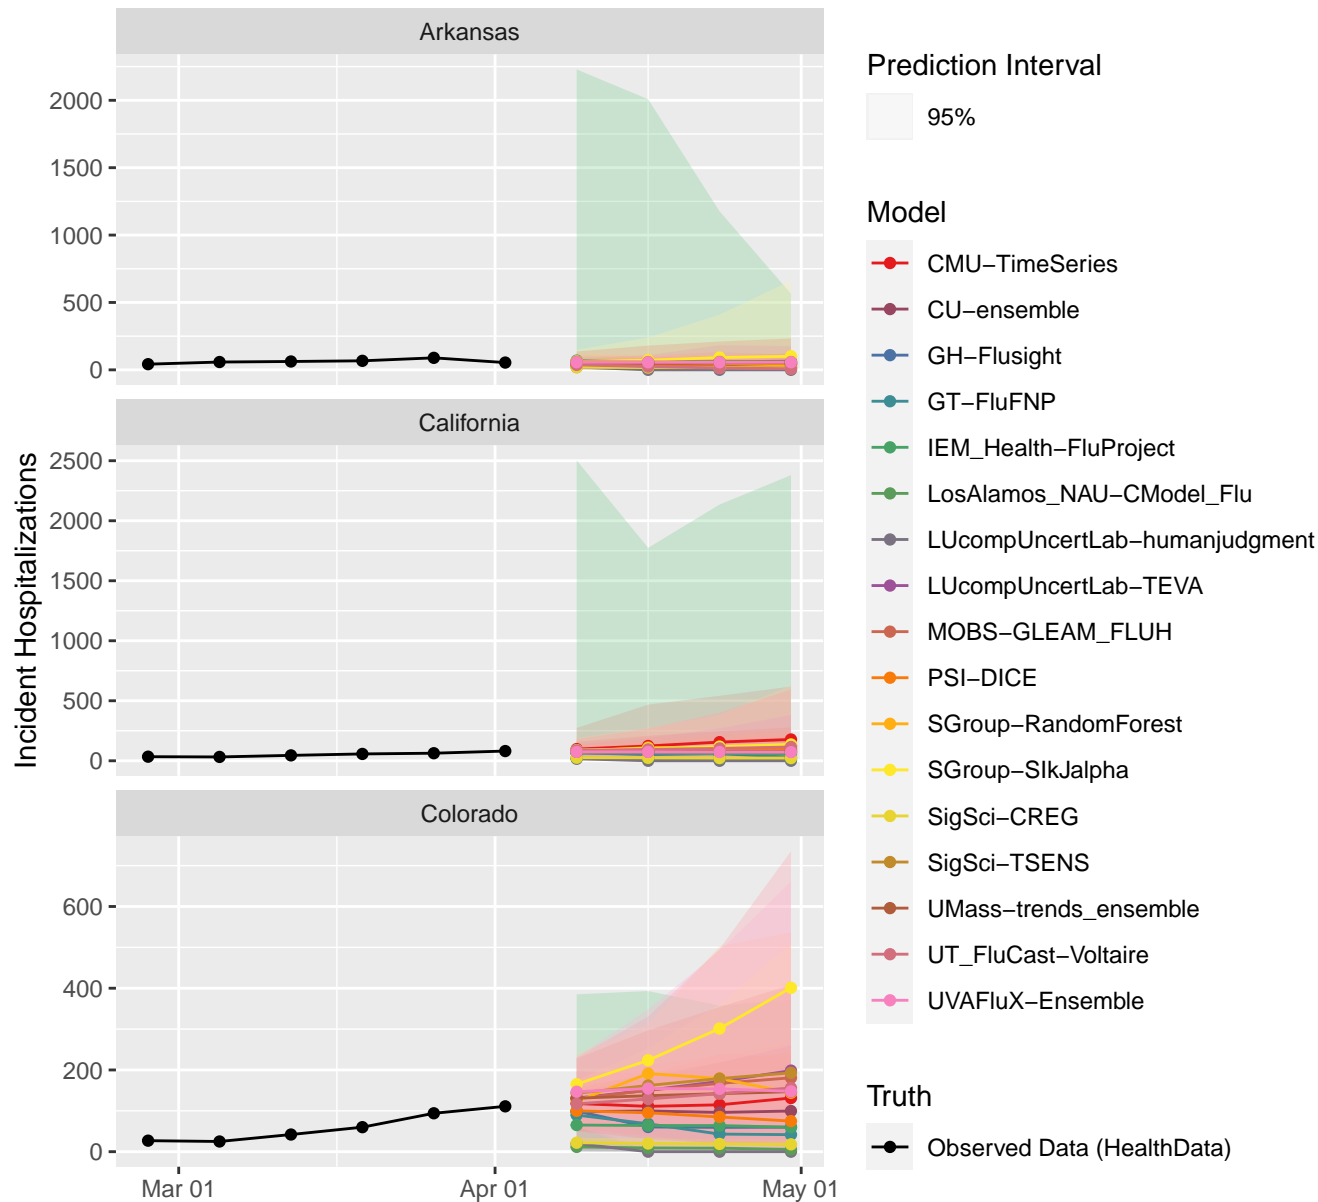 Arkansas
2000
1500
1000
500
0
California
2500
2000
1500
1000
500
0
Colorado
600
400
200
0
Mar 01
Apr 01
May 01
Incident Hospitalizations
Prediction Interval
95%
Model
CMU−TimeSeries
CU−ensemble
GH−Flusight
GT−FluFNP
IEM_Health−FluProject
LosAlamos_NAU−CModel_Flu
LUcompUncertLab−humanjudgment
LUcompUncertLab−TEVA
MOBS−GLEAM_FLUH
PSI−DICE
SGroup−RandomForest
SGroup−SIkJalpha
SigSci−CREG
SigSci−TSENS
UMass−trends_ensemble
UT_FluCast−Voltaire
UVAFluX−Ensemble
Truth
Observed Data (HealthData)